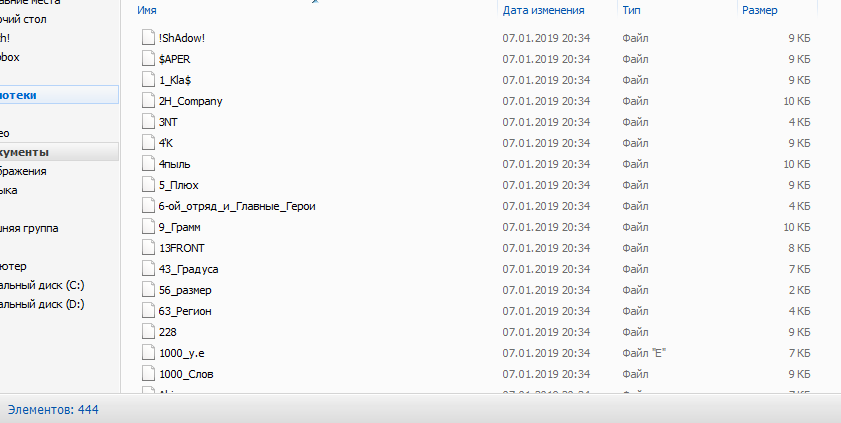 Имя Дата изменения Тип Размер
!ShAdow! 07.01.2019 20:34 Файл 9 КБ
$APER 07.01.2019 20:34 Файл 9 КБ
1_Kla$ 07.01.2019 20:34 Файл 9 КБ
2H_Company 07.01.2019 20:34 Файл 10 КБ
3NT 07.01.2019 20:34 Файл 4 КБ
4'K 07.01.2019 20:34 Файл 9 КБ
4пыль 07.01.2019 20:34 Файл 10 КБ
5_Плюх 07.01.2019 20:34 Файл 9 КБ
6-ой_отряд_и_Главные_Герои 07.01.2019 20:34 Файл 4 КБ
9_Грамм 07.01.2019 20:34 Файл 10 КБ
13FRONT 07.01.2019 20:34 Файл 8 КБ
43_Градуса 07.01.2019 20:34 Файл 7 КБ
56_размер 07.01.2019 20:34 Файл 2 КБ
63_Регион 07.01.2019 20:34 Файл 4 КБ
228 07.01.2019 20:34 Файл 9 КБ
1000_у.е 07.01.2019 20:34 Файл "Е" 7 КБ
1000_Слов 07.01.2019 20:34 Файл 9 КБ
места
очий стол
h!
box
иотеки
ео
кументы
бражения
ыка
шняя группа
ютер
альный диск (C:)
альный диск (D:)
Элементов: 444